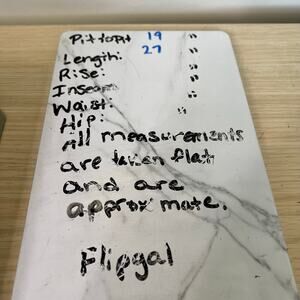 Pit to Pit 19 "
Length: 27
Rise: "
Inseam "
Waist:
Hip: "
All measurements
are taken flat
and are
approximate.
Flipgal